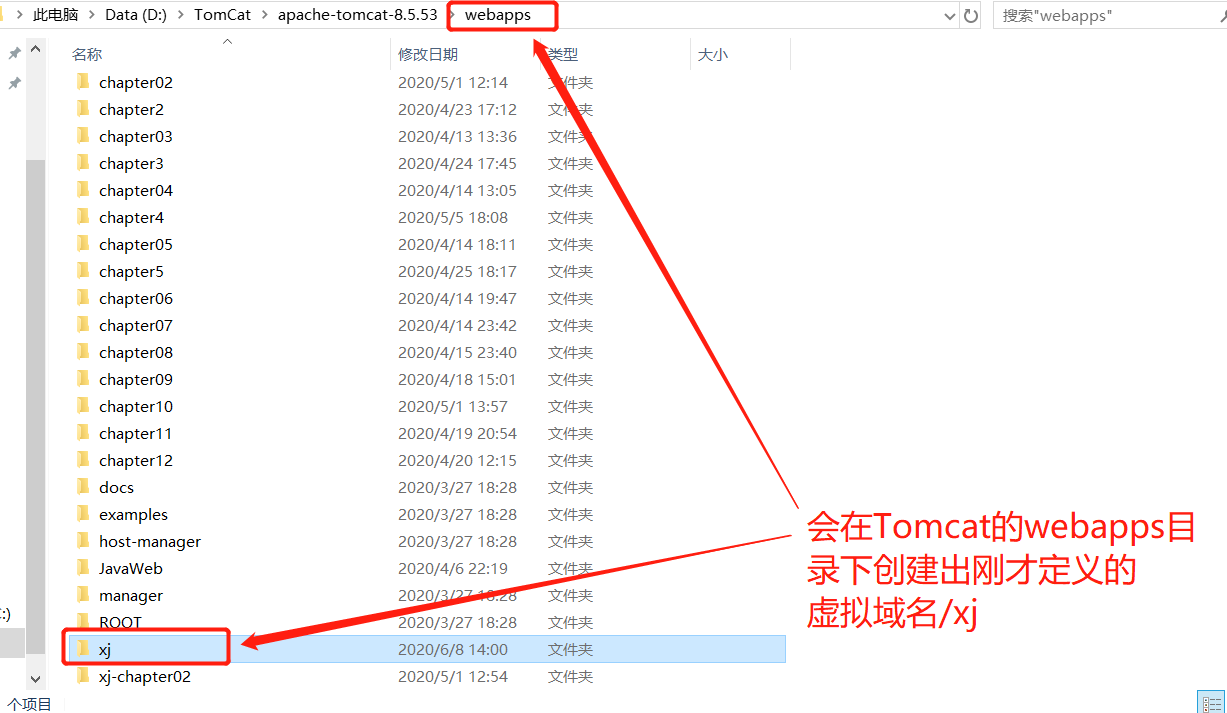 此电脑 > Data (D:) > TomCat > apache-tomcat-8.5.53 > webapps 搜索"webapps"
名称 修改日期 类型 大小
chapter02 2020/5/1 12:14 文件夹
chapter2 2020/4/23 17:12 文件夹
chapter03 2020/4/13 13:36 文件夹
chapter3 2020/4/24 17:45 文件夹
chapter04 2020/4/14 13:05 文件夹
chapter4 2020/5/5 18:08 文件夹
chapter05 2020/4/14 18:11 文件夹
chapter5 2020/4/25 18:17 文件夹
chapter06 2020/4/14 19:47 文件夹
chapter07 2020/4/14 23:42 文件夹
chapter08 2020/4/15 23:40 文件夹
chapter09 2020/4/18 15:01 文件夹
chapter10 2020/5/1 13:57 文件夹
chapter11 2020/4/19 20:54 文件夹
chapter12 2020/4/20 12:15 文件夹
docs 2020/3/27 18:28 文件夹
examples 2020/3/27 18:28 文件夹
host-manager 2020/3/27 18:28 文件夹
JavaWeb 2020/4/6 22:19 文件夹
manager 2020/3/27 18:28 文件夹
ROOT 2020/3/27 18:28 文件夹
xj 2020/6/8 14:00 文件夹
xj-chapter02 2020/5/1 12:54 文件夹
会在Tomcat的webapps目
录下创建出刚才定义的
虚拟域名/xj
:)
个项目